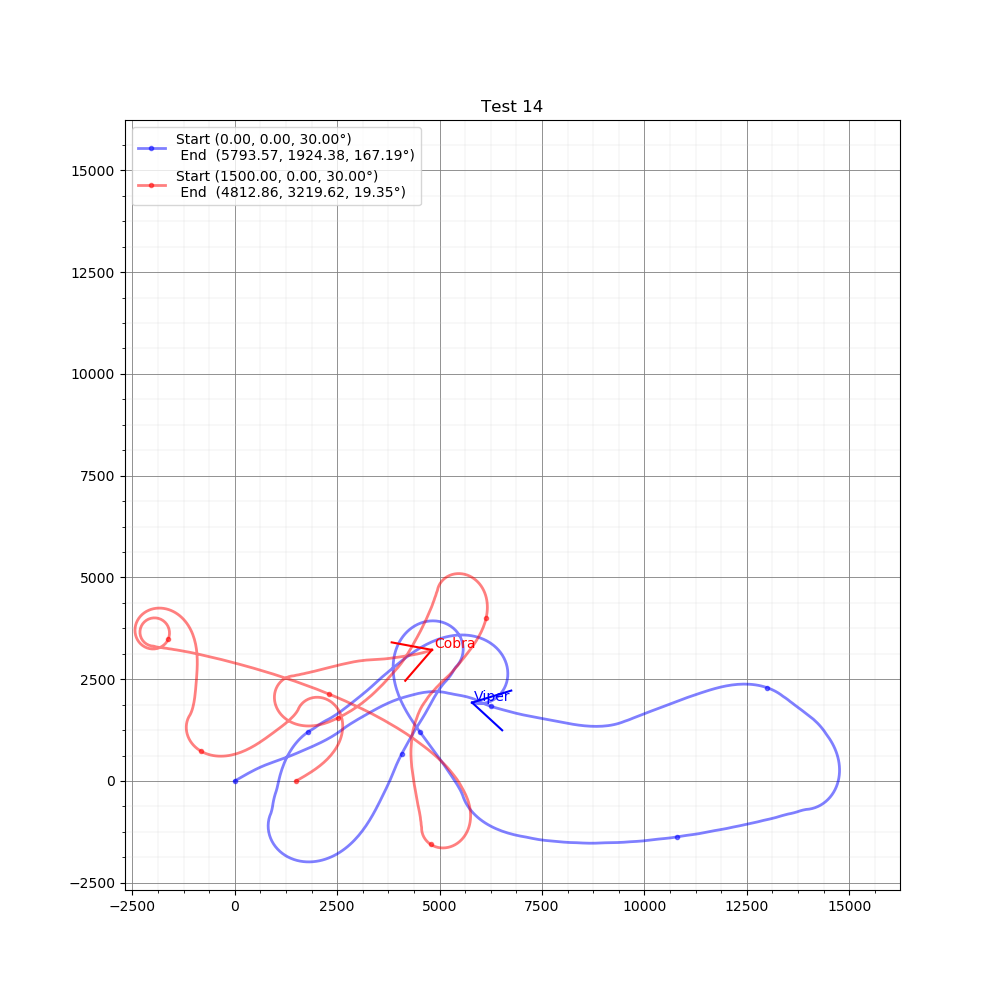 Test 14
Start (0.00, 0.00, 30.00°)
End  (5793.57, 1924.38, 167.19°)
Start (1500.00, 0.00, 30.00°)
End  (4812.86, 3219.62, 19.35°)
15000
12500
10000
7500
5000
2500
0
−2500
Cobra
Viper
−2500 0 2500 5000 7500 10000 12500 15000